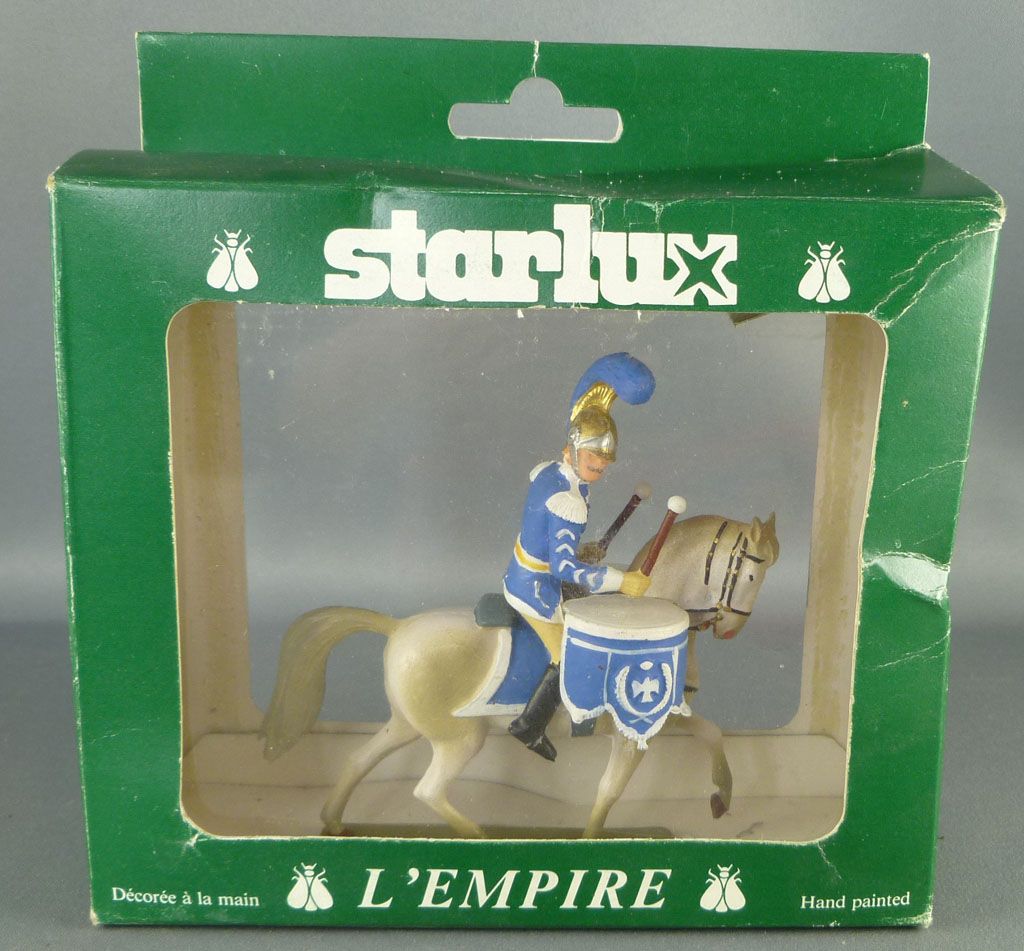 starlux
Décorée à la main
L'EMPIRE
Hand painted